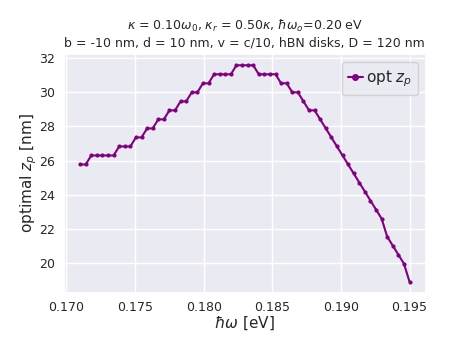 κ = 0.10ω₀, κᵣ = 0.50κ, ħωₒ=0.20 eV
b = -10 nm, d = 10 nm, v = c/10, hBN disks, D = 120 nm
32
30
28
26
24
22
20
optimal zₚ [nm]
opt zₚ
0.170 0.175 0.180 0.185 0.190 0.195
ħω [eV]